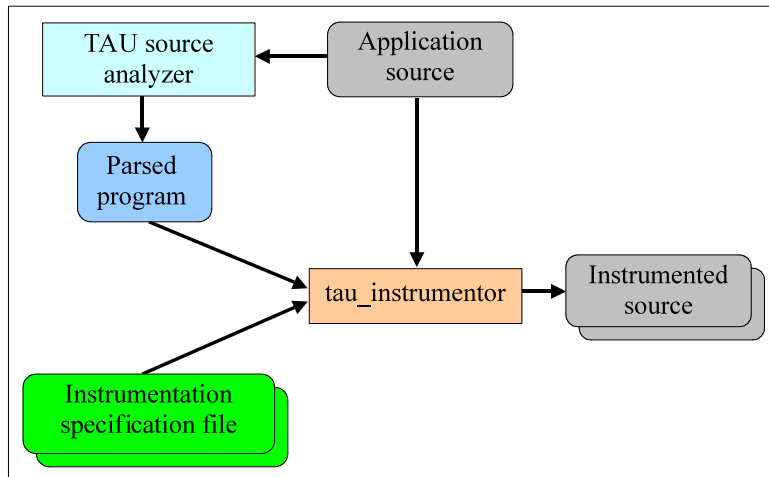 TAU source
analyzer
Application
source
Parsed
program
tau_instrumentor
Instrumented
source
Instrumentation
specification file